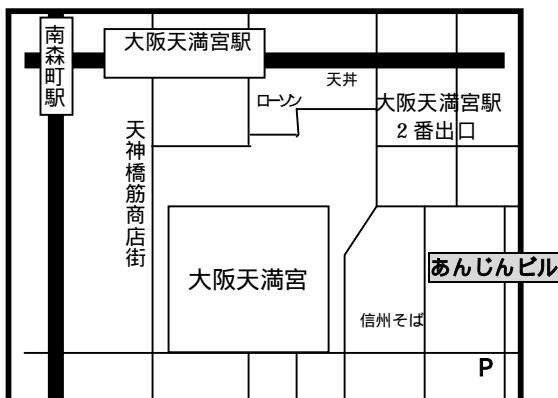 南森町駅
大阪天満宮駅
天丼
ローソン
大阪天満宮駅
2番出口
天神橋筋商店街
大阪天満宮
あんじんビル
信州そば
P